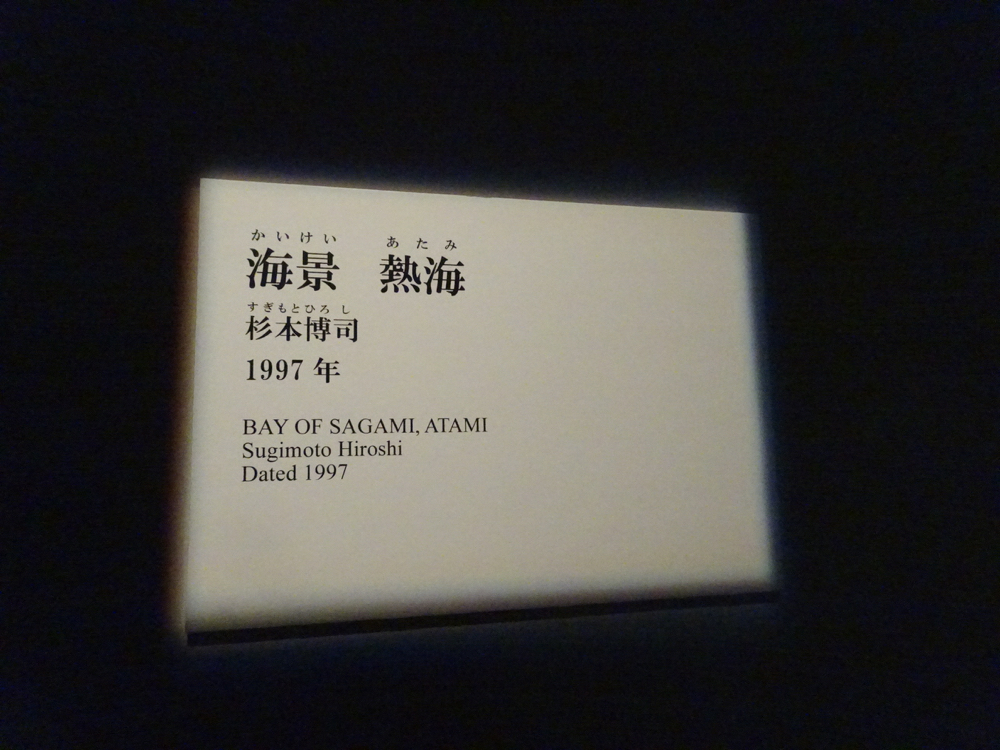 かいけい　あたみ
海景　熱海
すぎもとひろし
杉本博司
1997 年
BAY OF SAGAMI, ATAMI
Sugimoto Hiroshi
Dated 1997